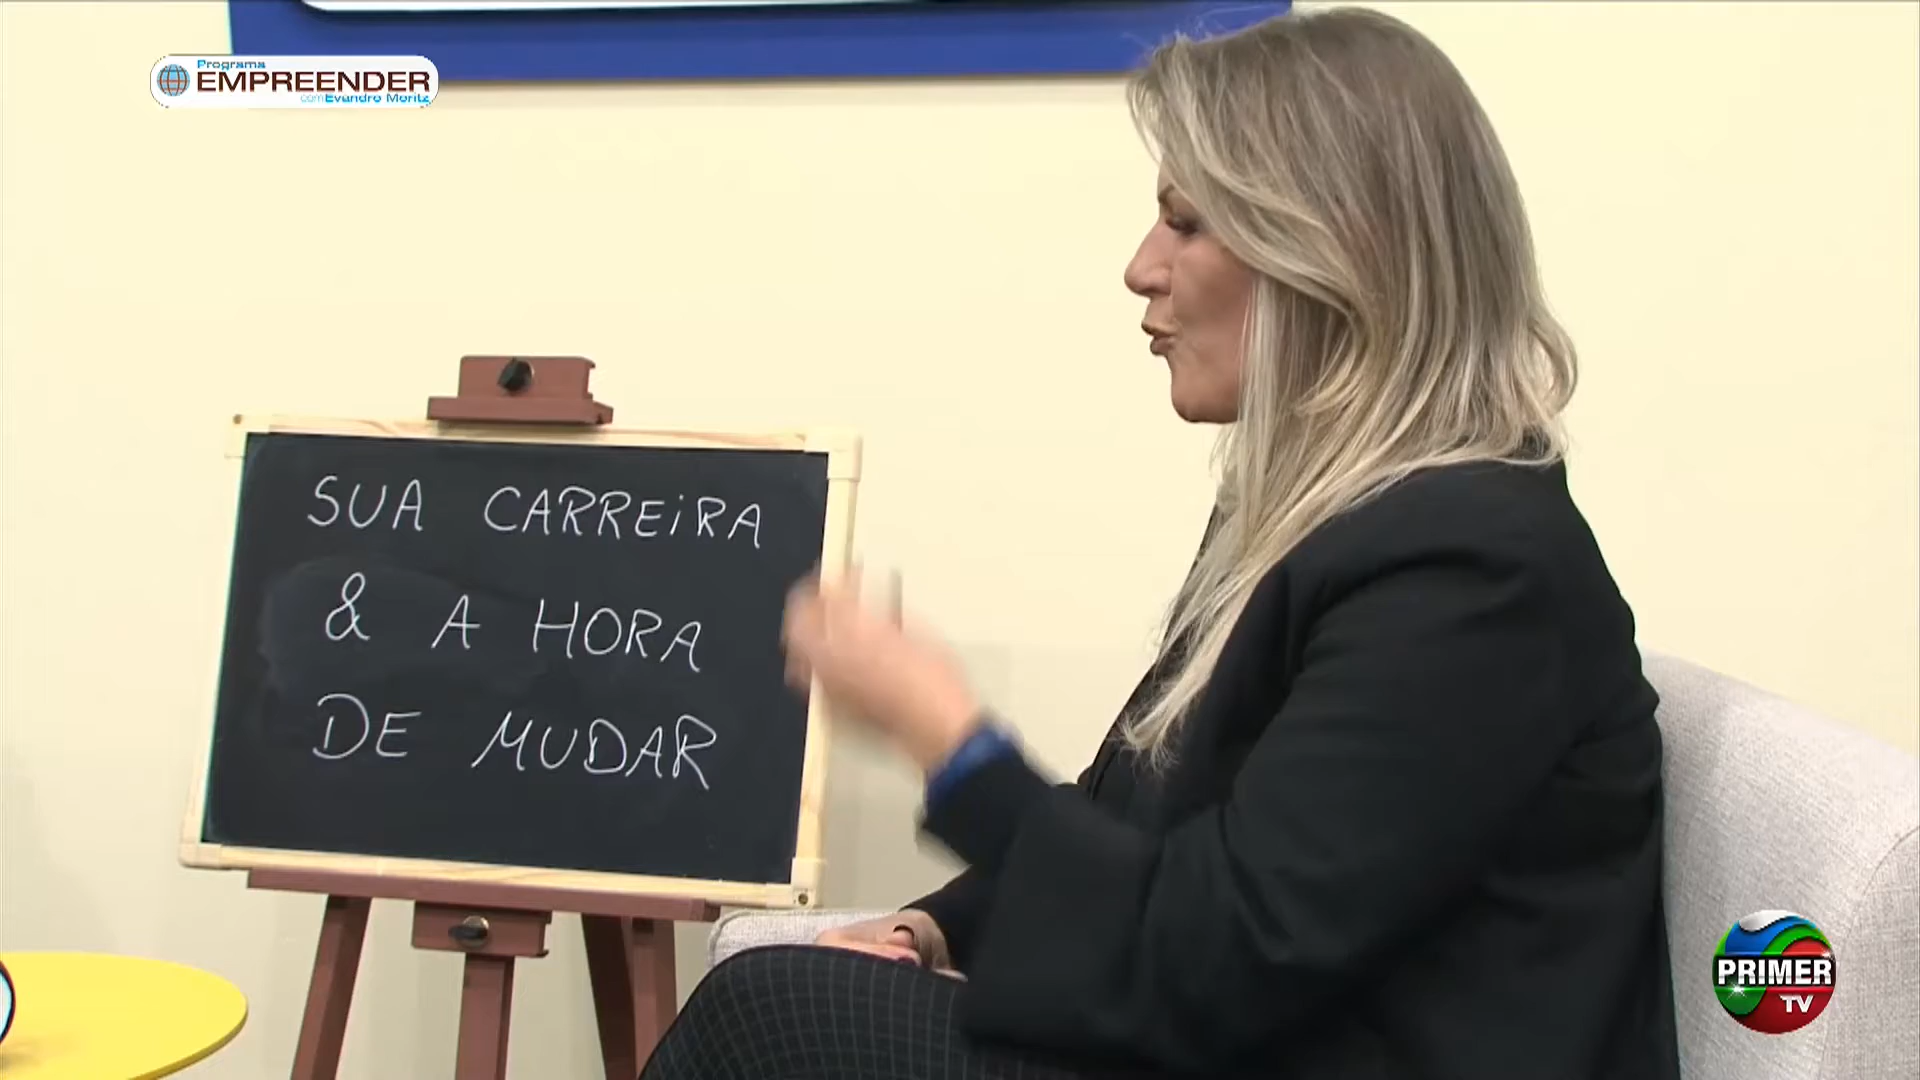 Programa
EMPREENDER
com Evandro Moritz
SUA CARREiRA
& A HORA
DE MUDAR
PRIMER
TV